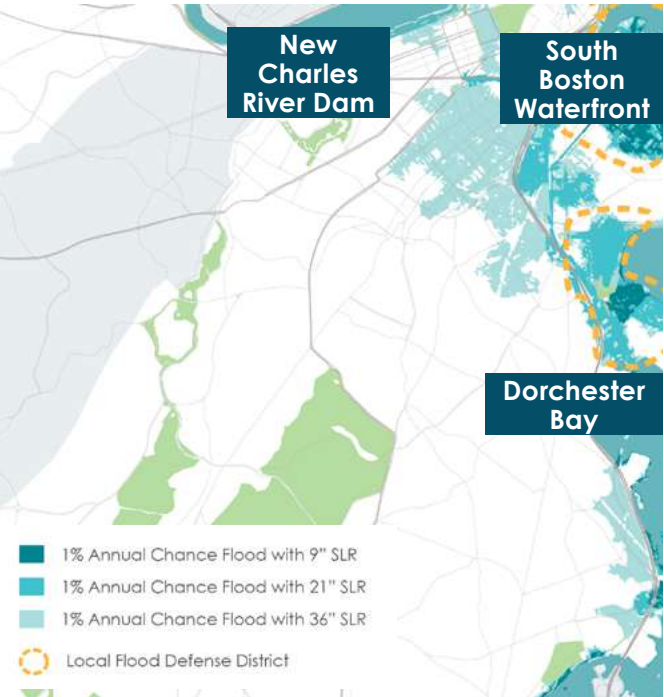 New
Charles
River Dam
South
Boston
Waterfront
Dorchester
Bay
1% Annual Chance Flood with 9" SLR
1% Annual Chance Flood with 21" SLR
1% Annual Chance Flood with 36" SLR
Local Flood Defense District